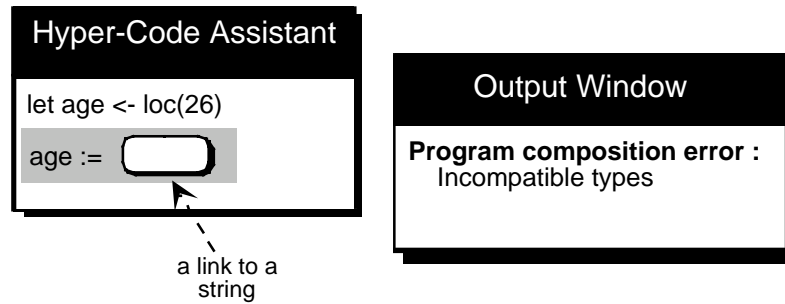 Hyper-Code Assistant
let age <- loc(26)
age :=
a link to a
string
Output Window
Program composition error :
Incompatible types